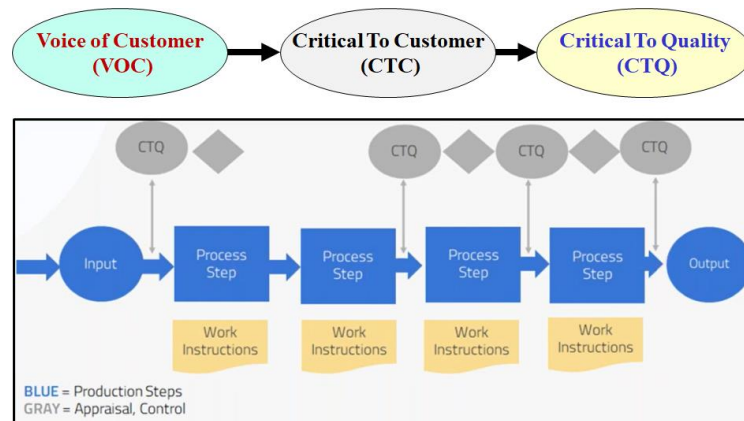 Voice of Customer
(VOC)
Critical To Customer
(CTC)
Critical To Quality
(CTQ)
CTQ
CTQ
CTQ
CTQ
Input
Process
Step
Process
Step
Process
Step
Process
Step
Output
Work
Instructions
Work
Instructions
Work
Instructions
Work
Instructions
BLUE = Production Steps
GRAY = Appraisal, Control